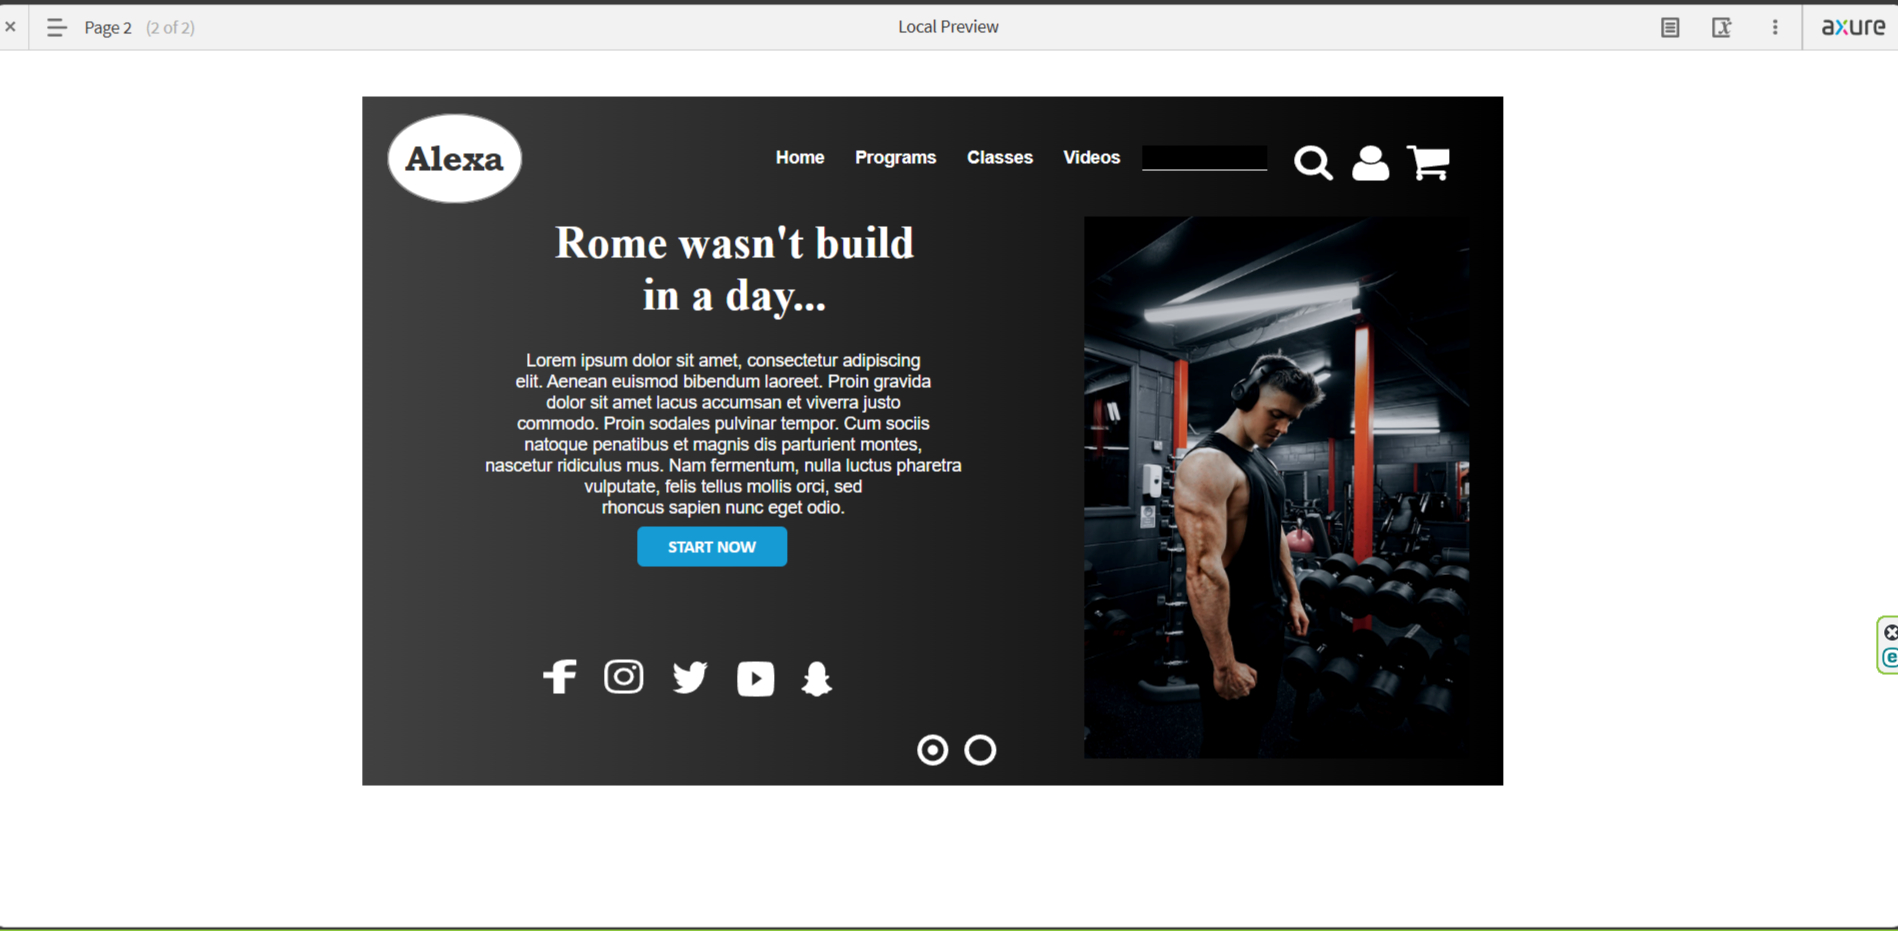 Page 2 (2 of 2)
Local Preview
axure
Alexa
Home Programs Classes Videos
Rome wasn't build
in a day...
Lorem ipsum dolor sit amet, consectetur adipiscing
elit. Aenean euismod bibendum laoreet. Proin gravida
dolor sit amet lacus accumsan et viverra justo
commodo. Proin sodales pulvinar tempor. Cum sociis
natoque penatibus et magnis dis parturient montes,
nascetur ridiculus mus. Nam fermentum, nulla luctus pharetra
vulputate, felis tellus mollis orci, sed
rhoncus sapien nunc eget odio.
START NOW